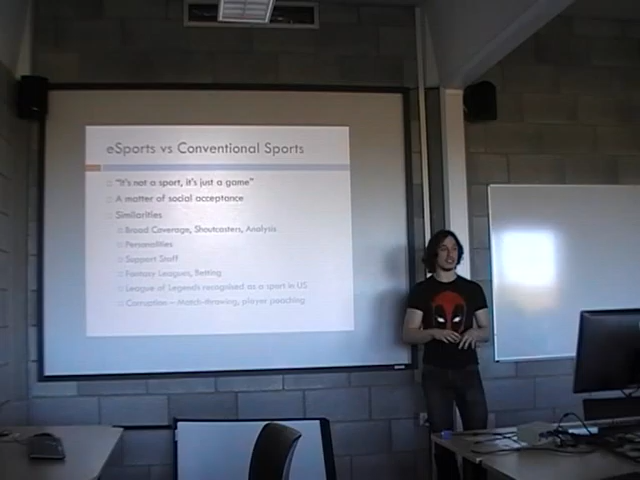 eSports vs Conventional Sports
"It's not a sport, it's just a game"
A matter of social acceptance
Similarities
Broad Coverage, Shoutcasters, Analysis
Personalities
Support Staff
Fantasy Leagues, Betting
League of Legends recognised as a sport in US
Corruption – Match-throwing, player poaching